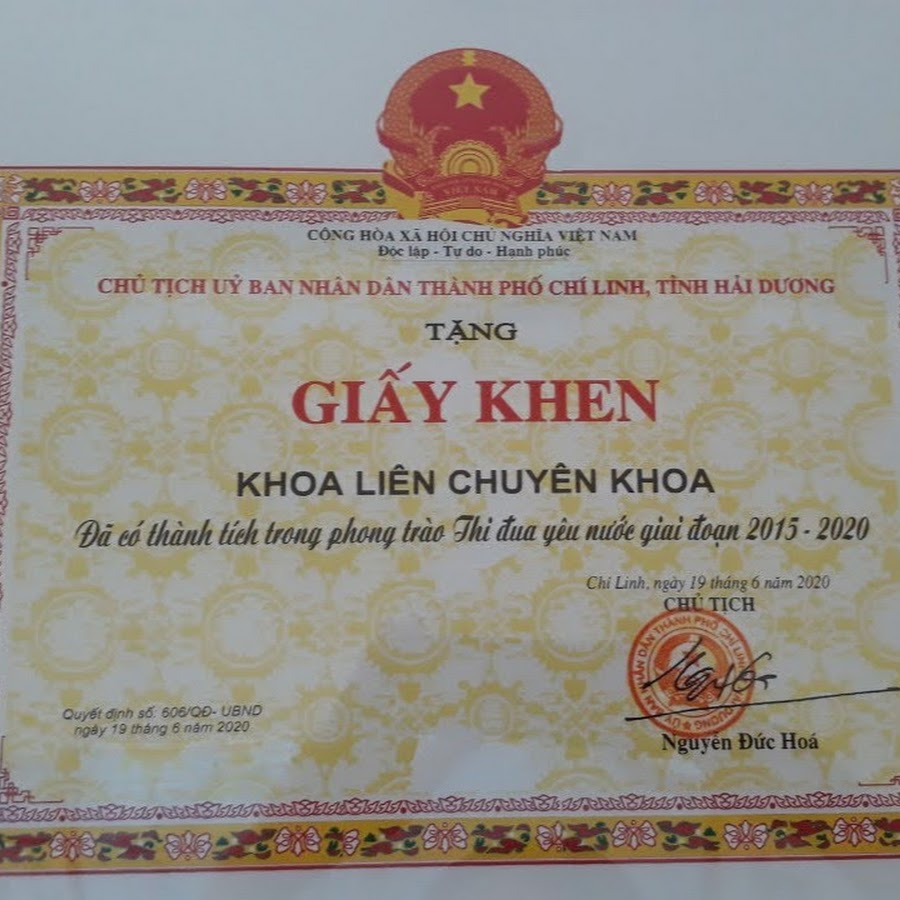 VIỆT NAM
CỘNG HÒA XÃ HỘI CHỦ NGHĨA VIỆT NAM
Độc lập - Tự do - Hạnh phúc
CHỦ TỊCH UỶ BAN NHÂN DÂN THÀNH PHỐ CHÍ LINH, TỈNH HẢI DƯƠNG
TẶNG
GIẤY KHEN
KHOA LIÊN CHUYÊN KHOA
Đã có thành tích trong phong trào Thi đua yêu nước giai đoạn 2015 - 2020
Chí Linh, ngày 19 tháng 6 năm 2020
CHỦ TỊCH
Quyết định số: 606/QĐ- UBND
ngày 19 tháng 6 năm 2020
Nguyễn Đức Hoá